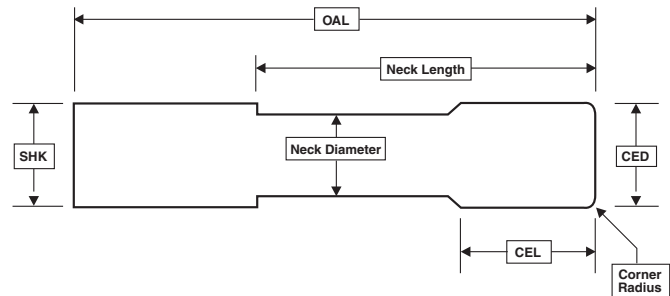 OAL
Neck Length
SHK
Neck Diameter
CED
CEL
Corner
Radius